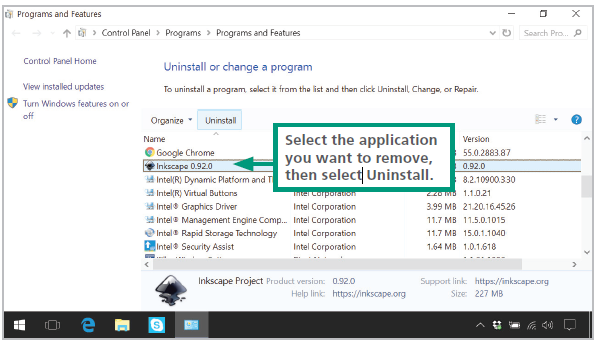 Programs and Features
Control Panel > Programs > Programs and Features
Search Pro...
Control Panel Home
View installed updates
Turn Windows features on or
off
Uninstall or change a program
To uninstall a program, select it from the list and then click Uninstall, Change, or Repair.
Organize
Uninstall
Name
Version
Google Chrome
55.0.2883.87
Inkscape 0.92.0
0.92.0
Intel(R) Dynamic Platform and
8.2.10900.330
Intel(R) Virtual Buttons
Intel Corporation
2.28 MB
1.1.0.21
Intel® Graphics Driver
Intel Corporation
3.99 MB
21.20.16.4526
Intel® Management Engine Comp...
Intel Corporation
11.7 MB
11.5.0.1015
Intel® Rapid Storage Technology
Intel Corporation
11.7 MB
15.0.1.1040
Intel® Security Assist
Intel Corporation
1.64 MB
1.0.1.618
Select the application
you want to remove,
then select Uninstall.
Inkscape Project
Product version: 0.92.0
Help link: https://inkscape.org
Support link: https://inkscape.org
Size: 227 MB